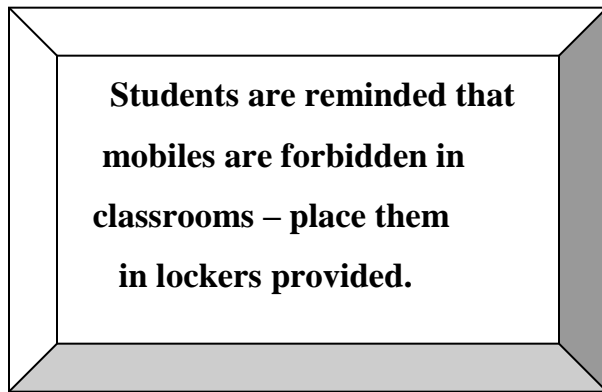 Students are reminded that
mobiles are forbidden in
classrooms – place them
in lockers provided.